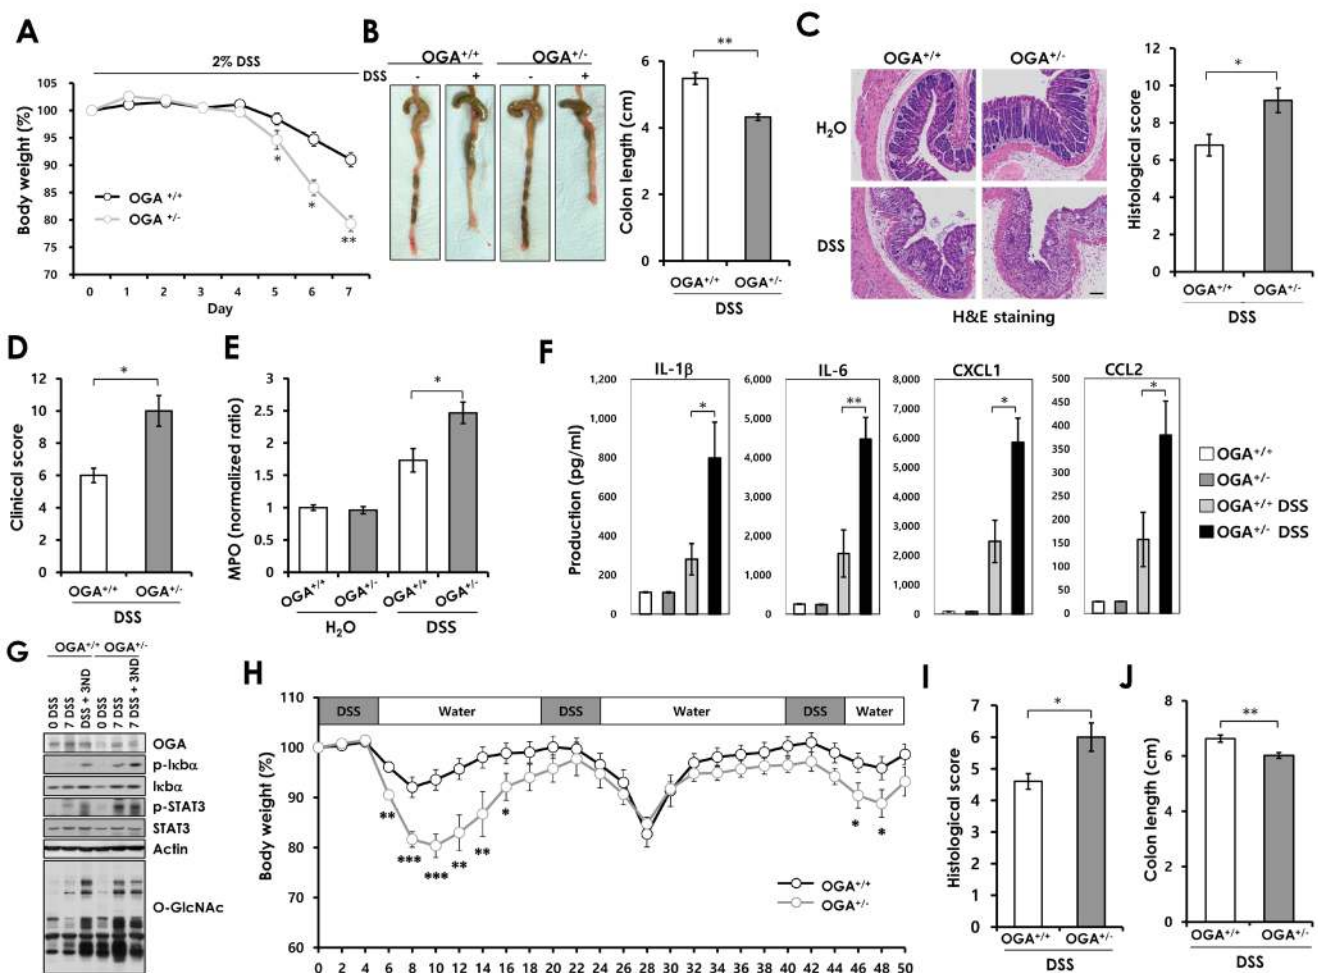 A
2% DSS
105
100
95
90
85
80
75
70
Body weight (%)
OGA +/+
OGA +/-
*
*
**
0 1 2 3 4 5 6 7
Day
B
OGA+/+ OGA+/-
DSS - + - +
**
6
4
2
0
Colon length (cm)
OGA+/+ OGA+/-
DSS
C
OGA+/+ OGA+/-
H2O
DSS
H&E staining
12
10
8
6
4
2
0
Histological score
*
OGA+/+ OGA+/-
DSS
D
12
10
8
6
4
2
0
Clinical score
*
OGA+/+ OGA+/-
DSS
E
3
2.5
2
1.5
1
0.5
0
MPO (normalized ratio)
*
OGA+/+ OGA+/- OGA+/+ OGA+/-
H2O DSS
F
IL-1β
1,200
1,000
800
600
400
200
0
Production (pg/ml)
*
IL-6
6,000
5,000
4,000
3,000
2,000
1,000
0
**
CXCL1
8,000
7,000
6,000
5,000
4,000
3,000
2,000
1,000
0
*
CCL2
500
450
400
350
300
250
200
150
100
50
0
*
OGA+/+
OGA+/-
OGA+/+ DSS
OGA+/- DSS
G
OGA+/+ OGA+/-
0 DSS
7 DSS
DSS + 3ND
0 DSS
7 DSS
7 DSS + 3ND
OGA
p-Iκbα
Iκbα
p-STAT3
STAT3
Actin
O-GlcNAc
H
110
100
90
80
70
60
Body weight (%)
DSS Water DSS Water DSS Water
** *** *** ** ** * * *
OGA+/+
OGA+/-
0 2 4 6 8 10 12 14 16 18 20 22 24 26 28 30 32 34 36 38 40 42 44 46 48 50
I
7
6
5
4
3
2
1
0
Histological score
*
OGA+/+ OGA+/-
DSS
J
8
6
4
2
0
Colon length (cm)
**
OGA+/+ OGA+/-
DSS